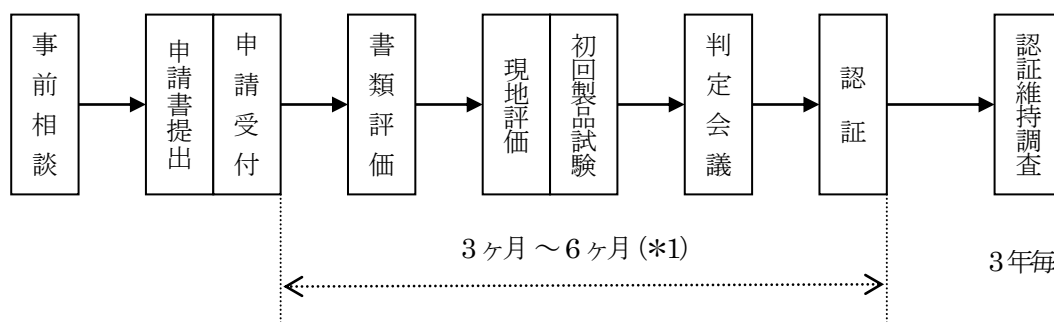 事前相談
申請書提出
申請受付
書類評価
現地評価
初回製品試験
判定会議
認証
認証維持調査
3ヶ月～6ヶ月(*1)
3年毎